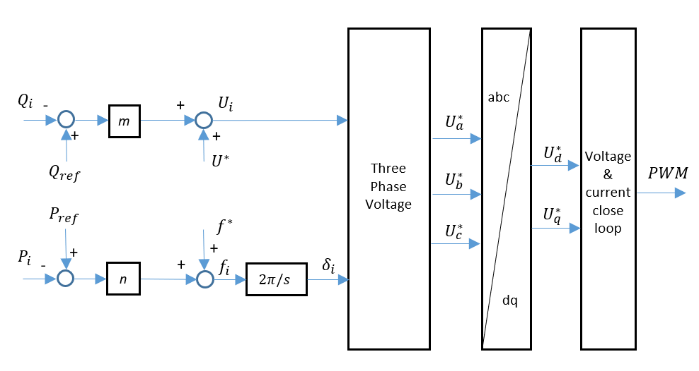 Q_i - + Q_ref
m
+ U_i + U*
P_ref + P_i -
n
f* + + f_i
2π/s
δ_i
Three
Phase
Voltage
U_a^*
U_b^*
U_c^*
abc
dq
U_d^*
U_q^*
Voltage
&
current
close
loop
PWM